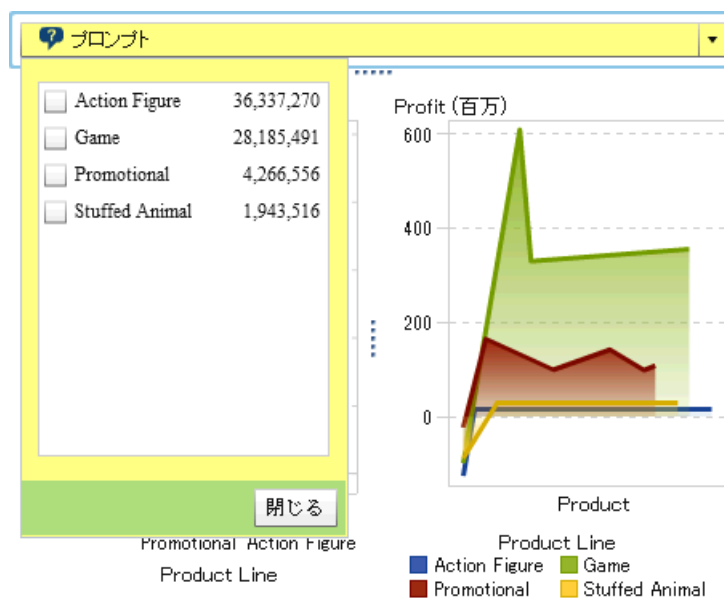 プロンプト
Action Figure 36,337,270
Game 28,185,491
Promotional 4,266,556
Stuffed Animal 1,943,516
閉じる
Promotional Action Figure
Product Line
Profit (百万)
600
400
200
0
Product
Product Line
Action Figure Game
Promotional Stuffed Animal